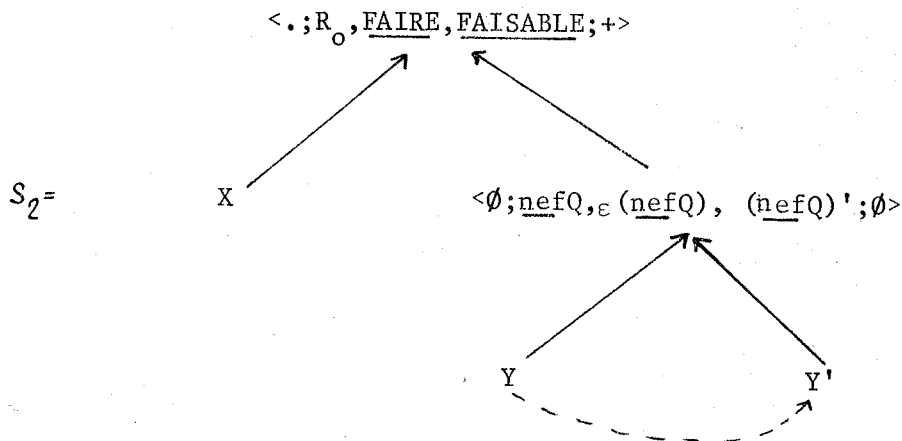 <.;R₀,FAIRE,FAISABLE;+>
S₂= X <∅;nefQ,ε(nefQ), (nefQ)';∅>
Y Y'